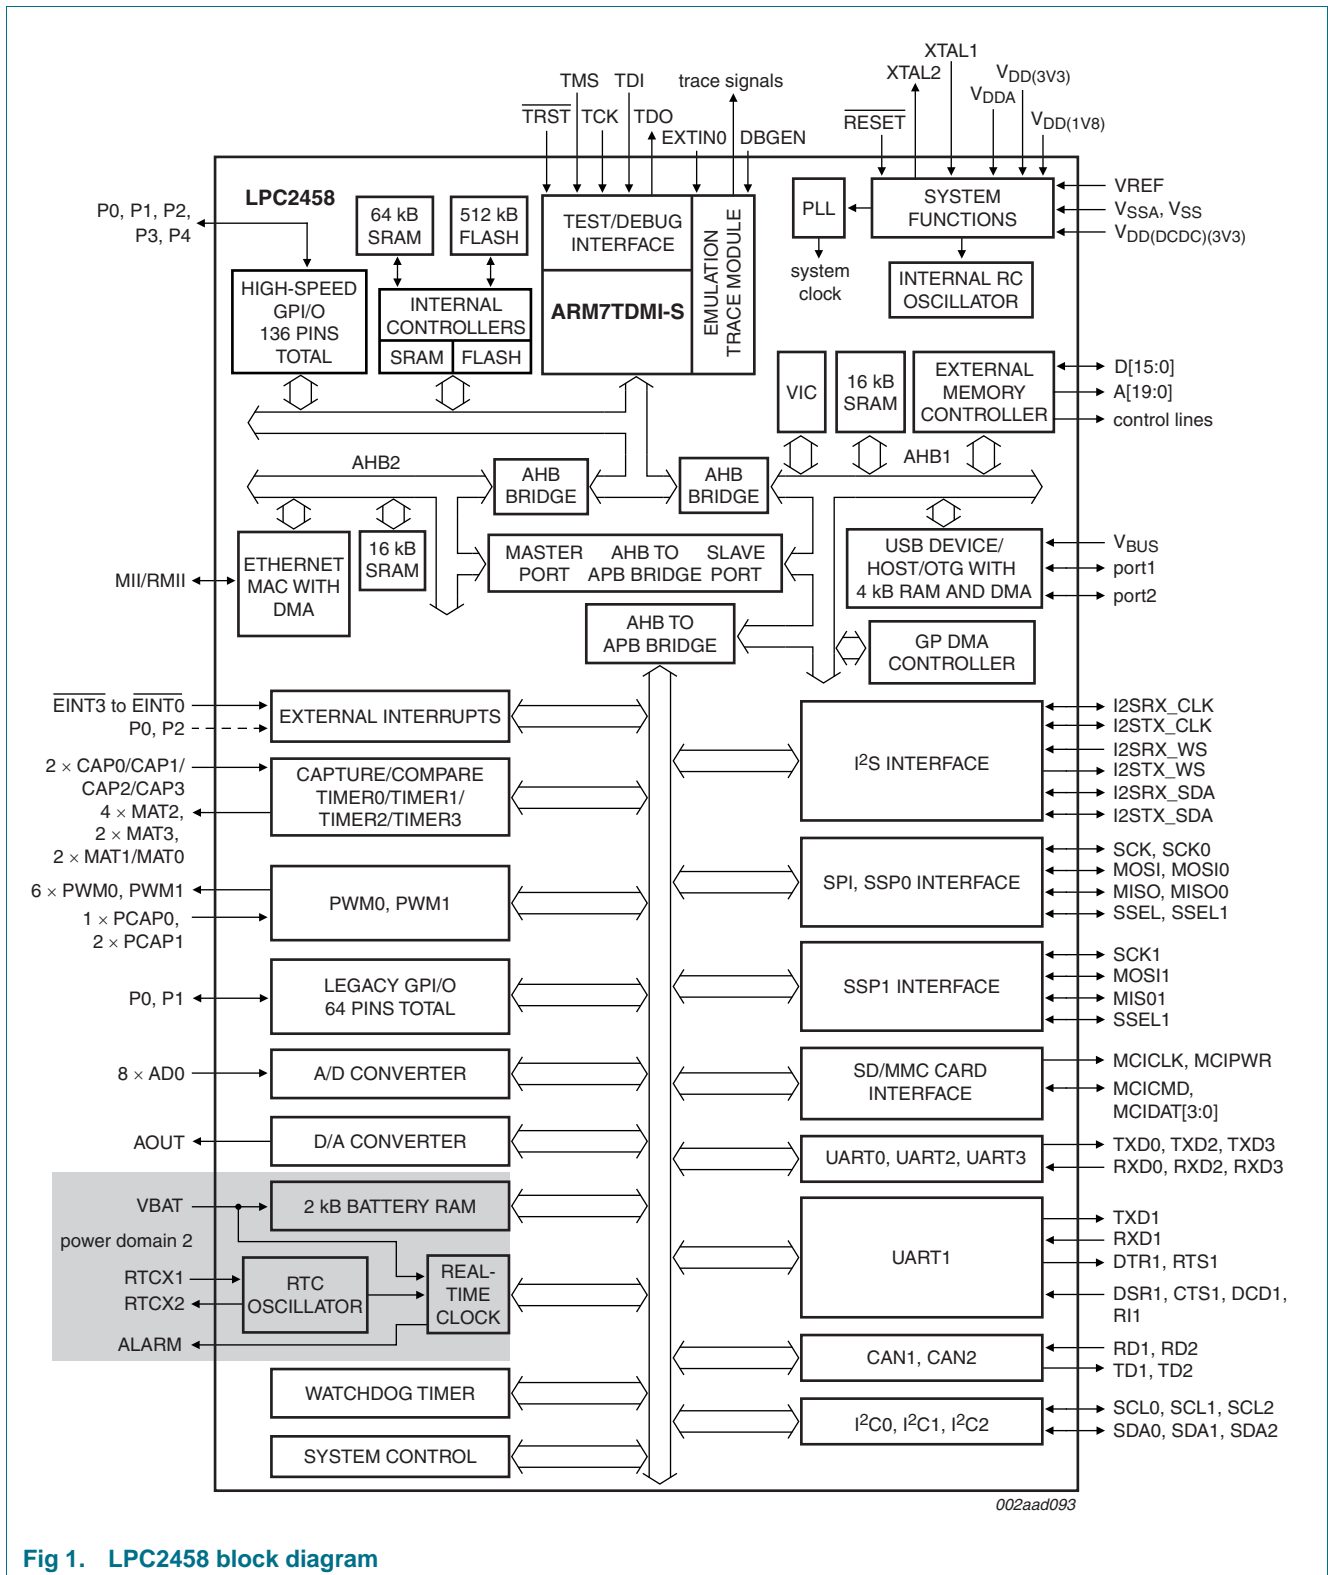 XTAL1
XTAL2
VDD(3V3)
TMS TDI trace signals
VDDA
TRST TCK TDO
RESET
VDD(1V8)
EXTIN0 DBGEN
LPC2458
P0, P1, P2,
P3, P4
64 kB
SRAM
512 kB
FLASH
TEST/DEBUG
INTERFACE
EMULATION
TRACE MODULE
PLL
SYSTEM
FUNCTIONS
VREF
VSSA, VSS
VDD(DCDC)(3V3)
system
clock
HIGH-SPEED
GPI/O
136 PINS
TOTAL
INTERNAL
CONTROLLERS
SRAM FLASH
ARM7TDMI-S
INTERNAL RC
OSCILLATOR
VIC
16 kB
SRAM
EXTERNAL
MEMORY
CONTROLLER
D[15:0]
A[19:0]
control lines
AHB2
AHB
BRIDGE
AHB
BRIDGE
AHB1
ETHERNET
MAC WITH
DMA
16 kB
SRAM
MASTER AHB TO SLAVE
PORT APB BRIDGE PORT
USB DEVICE/
HOST/OTG WITH
4 kB RAM AND DMA
VBUS
port1
port2
MII/RMII
AHB TO
APB BRIDGE
GP DMA
CONTROLLER
EINT3 to EINT0
P0, P2
EXTERNAL INTERRUPTS
I2S INTERFACE
I2SRX_CLK
I2STX_CLK
I2SRX_WS
I2STX_WS
I2SRX_SDA
I2STX_SDA
2 × CAP0/CAP1/
CAP2/CAP3
4 × MAT2,
2 × MAT3,
2 × MAT1/MAT0
CAPTURE/COMPARE
TIMER0/TIMER1/
TIMER2/TIMER3
SPI, SSP0 INTERFACE
SCK, SCK0
MOSI, MOSI0
MISO, MISO0
SSEL, SSEL1
6 × PWM0, PWM1
1 × PCAP0,
2 × PCAP1
PWM0, PWM1
SSP1 INTERFACE
SCK1
MOSI1
MIS01
SSEL1
P0, P1
LEGACY GPI/O
64 PINS TOTAL
SD/MMC CARD
INTERFACE
MCICLK, MCIPWR
MCICMD,
MCIDAT[3:0]
8 × AD0
A/D CONVERTER
AOUT
D/A CONVERTER
UART0, UART2, UART3
TXD0, TXD2, TXD3
RXD0, RXD2, RXD3
VBAT
2 kB BATTERY RAM
power domain 2
UART1
TXD1
RXD1
DTR1, RTS1
DSR1, CTS1, DCD1,
RI1
RTCX1
RTCX2
RTC
OSCILLATOR
REAL-
TIME
CLOCK
ALARM
CAN1, CAN2
RD1, RD2
TD1, TD2
WATCHDOG TIMER
I2C0, I2C1, I2C2
SCL0, SCL1, SCL2
SDA0, SDA1, SDA2
SYSTEM CONTROL
002aad093
Fig 1. LPC2458 block diagram